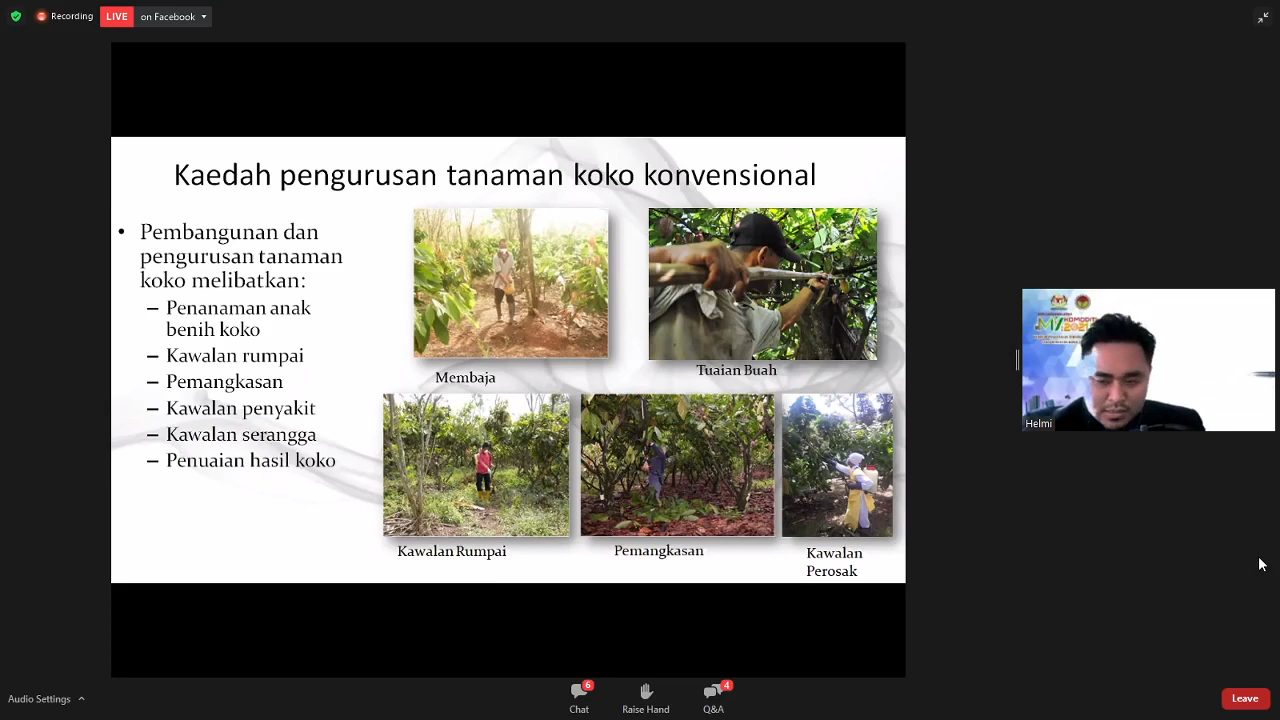 Recording
LIVE
on Facebook
Kaedah pengurusan tanaman koko konvensional
• Pembangunan dan
pengurusan tanaman
koko melibatkan:
– Penanaman anak
benih koko
– Kawalan rumpai
– Pemangkasan
– Kawalan penyakit
– Kawalan serangga
– Penuaian hasil koko
Membaja
Tuaian Buah
Kawalan Rumpai
Pemangkasan
Kawalan
Perosak
KOMODITI
2021
Helmi
Audio Settings
6
Chat
Raise Hand
4
Q&A
Leave